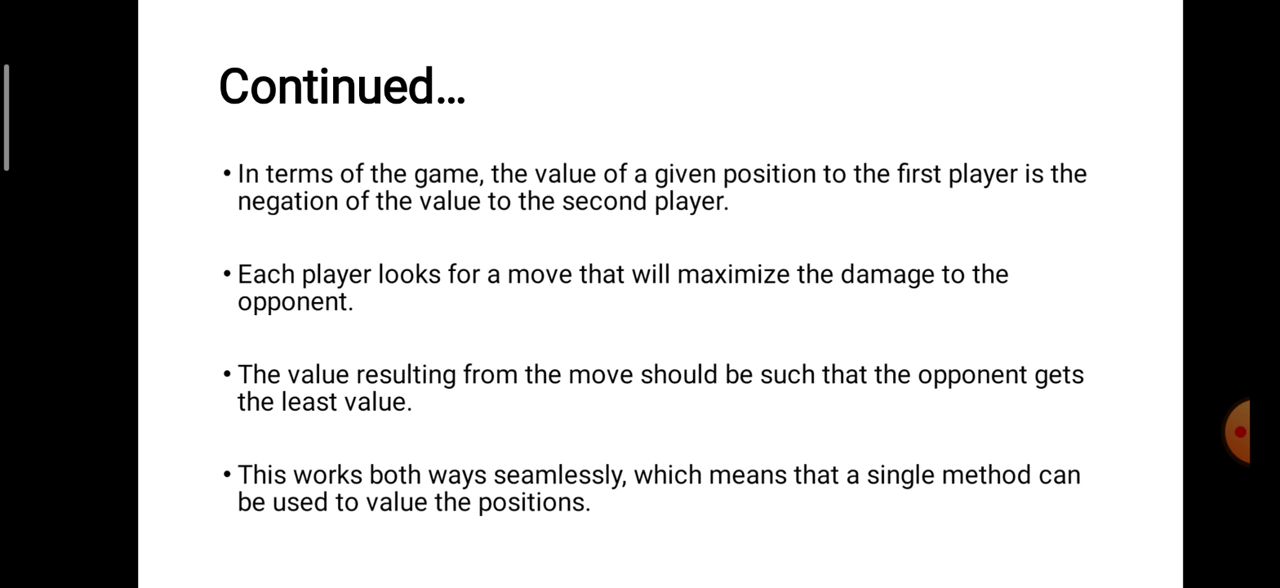 Continued...
• In terms of the game, the value of a given position to the first player is the
negation of the value to the second player.
• Each player looks for a move that will maximize the damage to the
opponent.
• The value resulting from the move should be such that the opponent gets
the least value.
• This works both ways seamlessly, which means that a single method can
be used to value the positions.